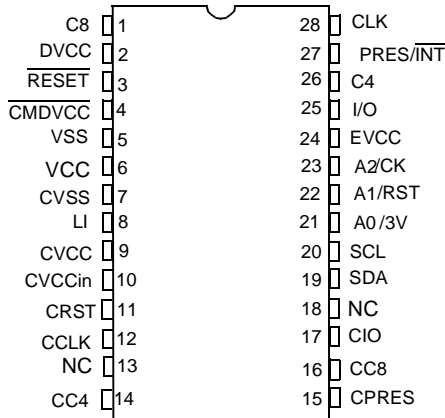 C8 1 28 CLK
DVCC 2 27 PRES/INT
RESET 3 26 C4
CMDVCC 4 25 I/O
VSS 5 24 EVCC
VCC 6 23 A2/CK
CVSS 7 22 A1/RST
LI 8 21 A0/3V
CVCC 9 20 SCL
CVCCin 10 19 SDA
CRST 11 18 NC
CCLK 12 17 CIO
NC 13 16 CC8
CC4 14 15 CPRES